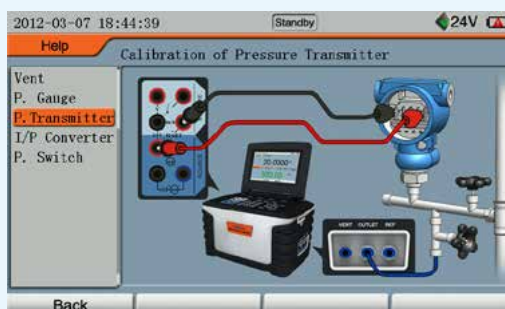 2012-03-07 18:44:39 Standby 24V
Help
Calibration of Pressure Transmitter
Vent
P. Gauge
P.Transmitter
I/P Converter
P. Switch
VENT OUTLET REF
Back